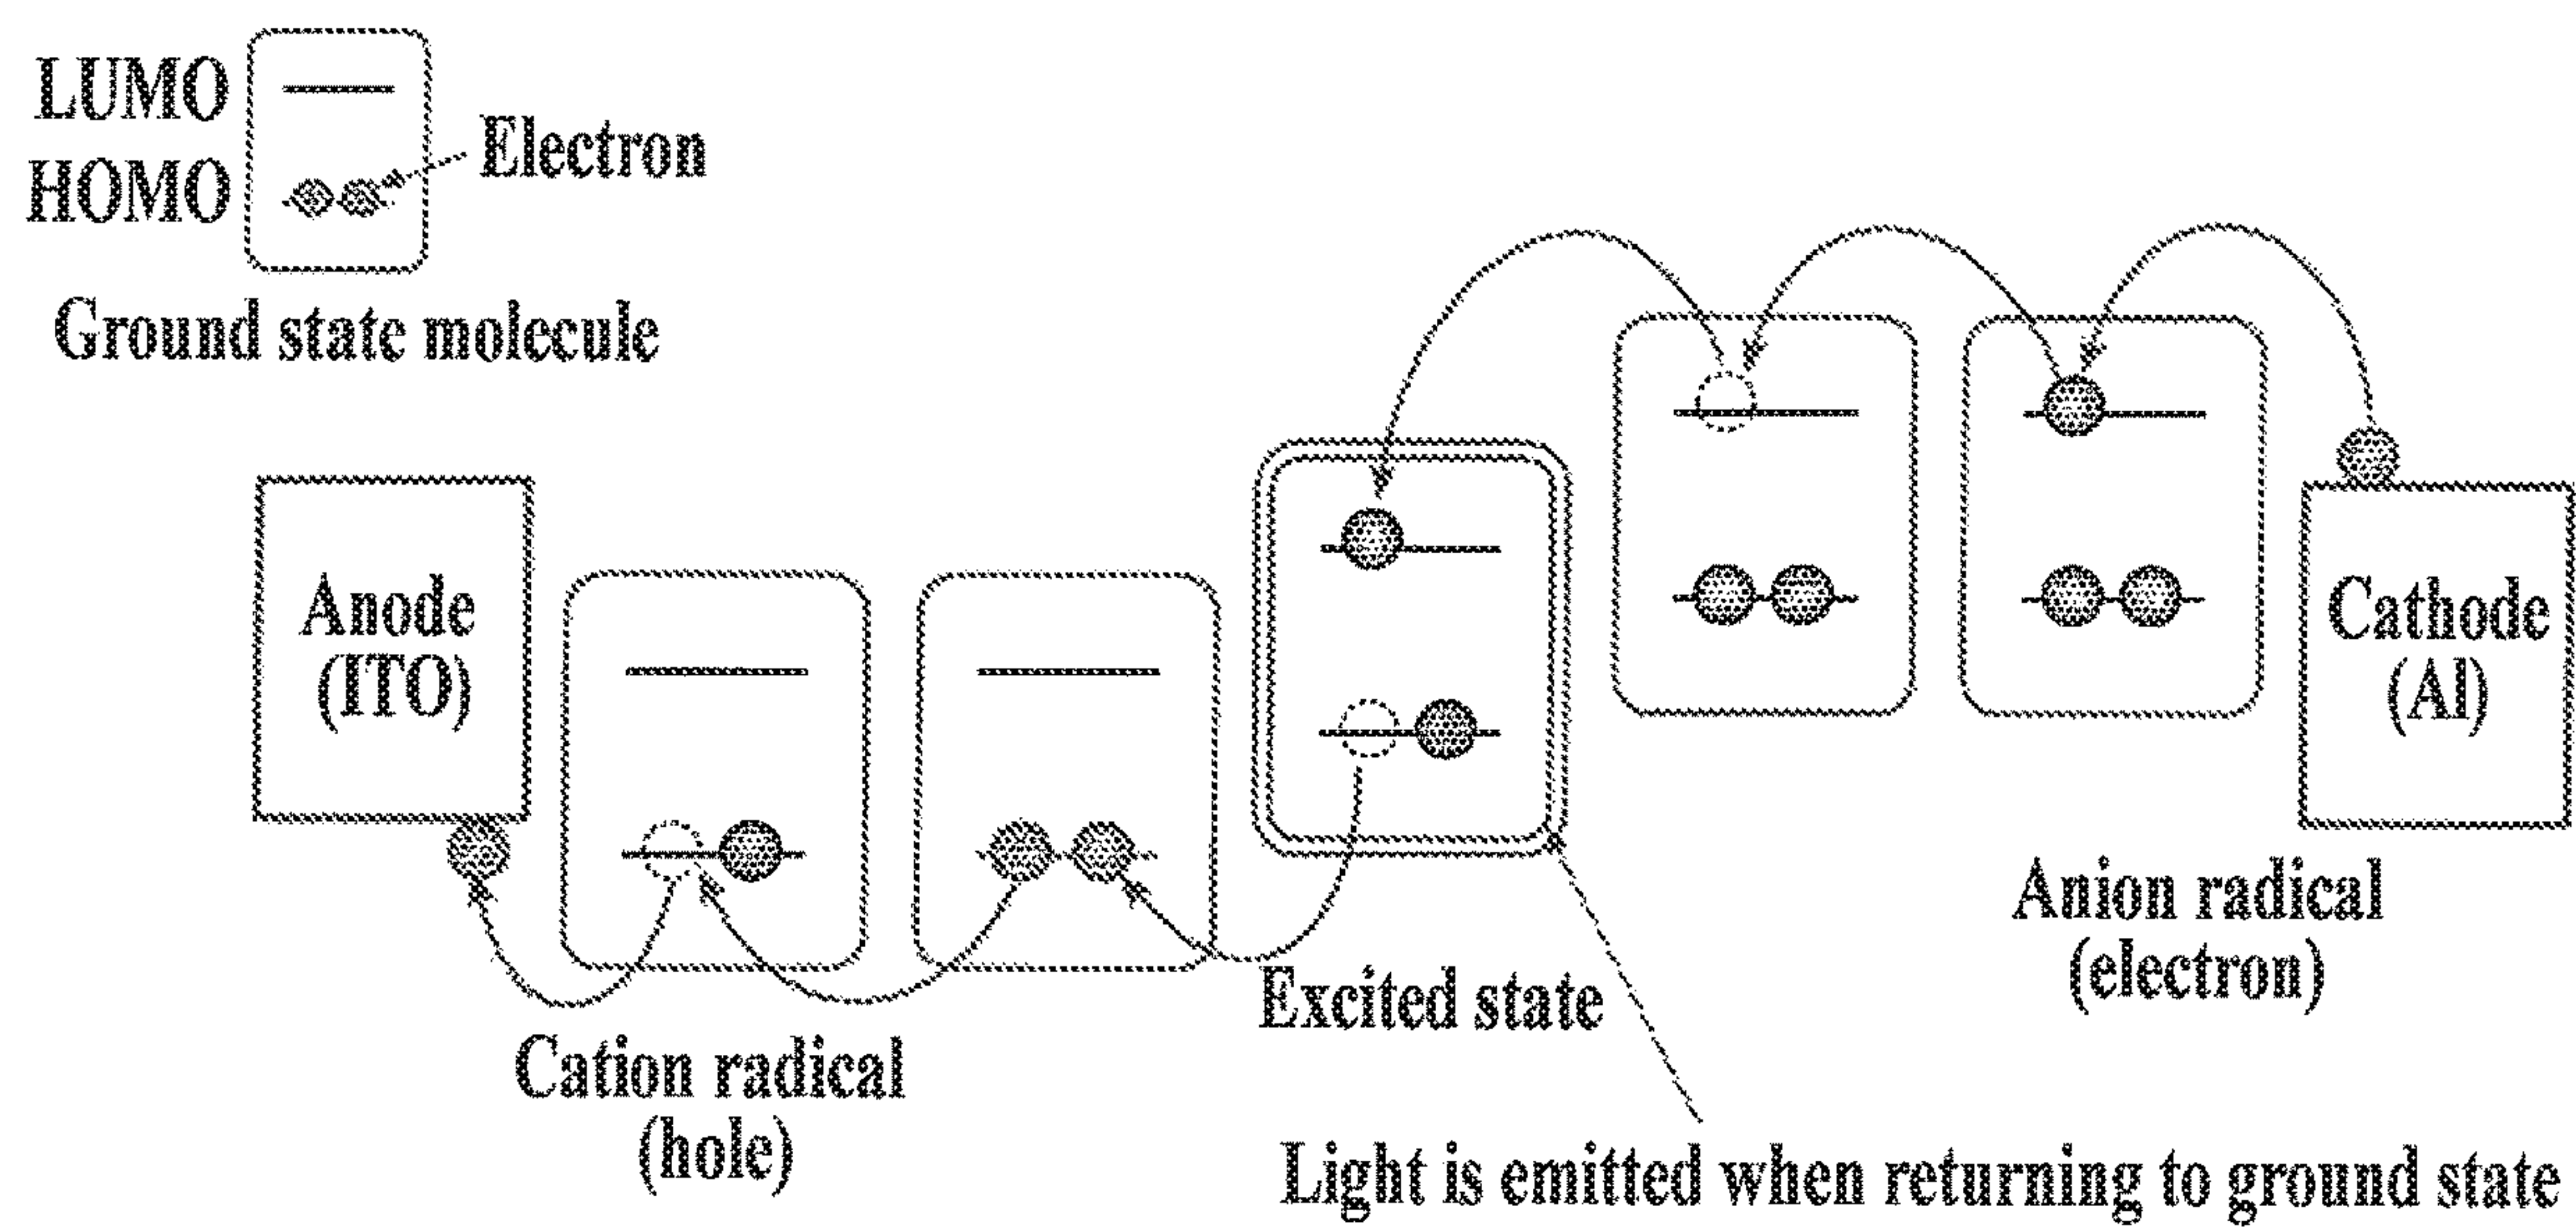 LUMO
HOMO
Electron
Ground state molecule
Anode
(ITO)
Cathode
(Al)
Anion radical
(electron)
Excited state
Cation radical
(hole)
Light is emitted when returning to ground state